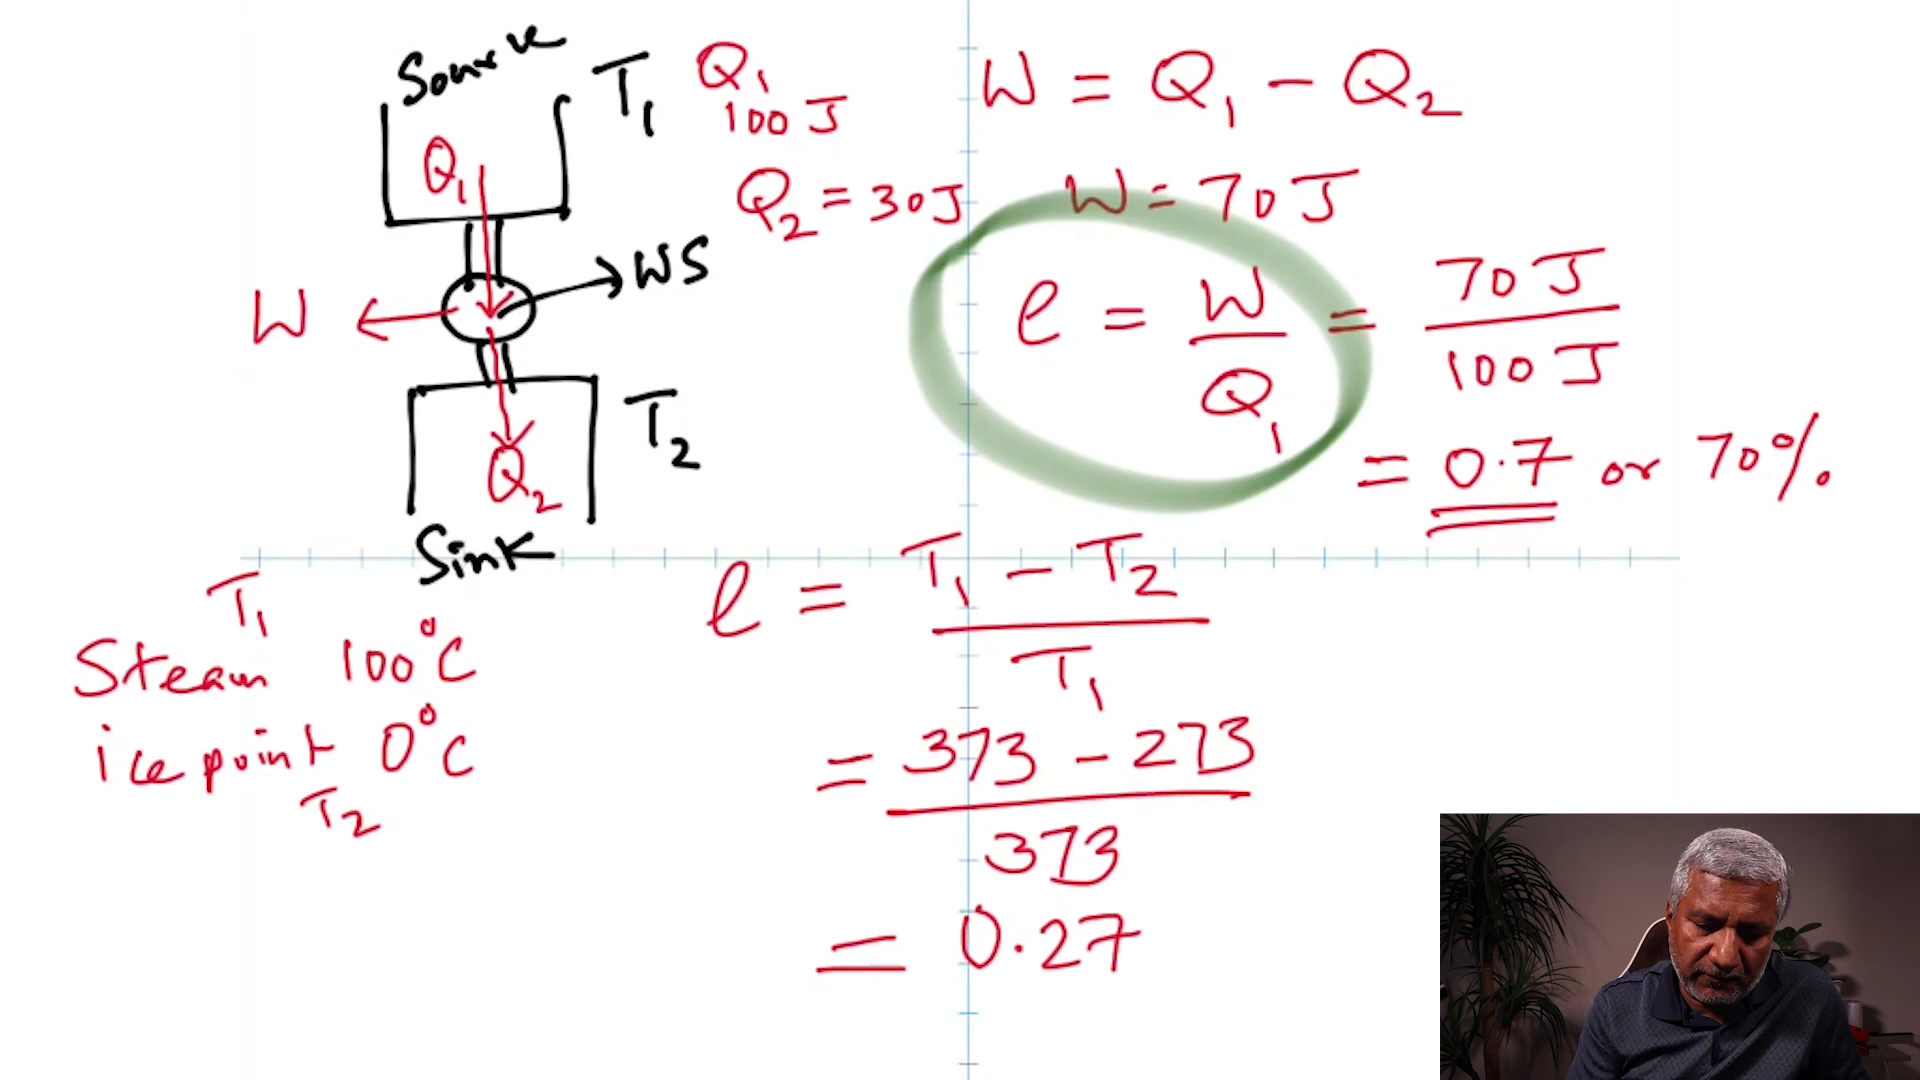 Source
T₁
Q₁
100 J
Q₁
Q₂ = 30J
W
WS
T₂
Q₂
Sink
W = Q₁ - Q₂
W = 70 J
e = W/Q₁ = 70 J/100 J
= 0.7 or 70%
T₁
Steam 100°C
ice point 0°C
T₂
e = T₁ - T₂/T₁
= 373 - 273/373
= 0.27